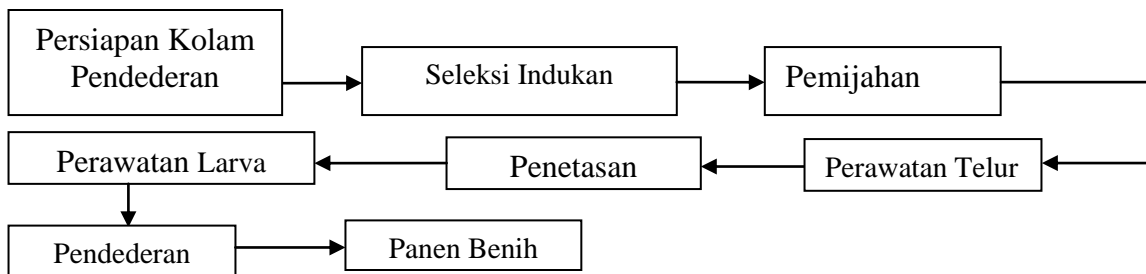 Persiapan Kolam
Pendederan
Seleksi Indukan
Pemijahan
Perawatan Telur
Penetasan
Perawatan Larva
Pendederan
Panen Benih